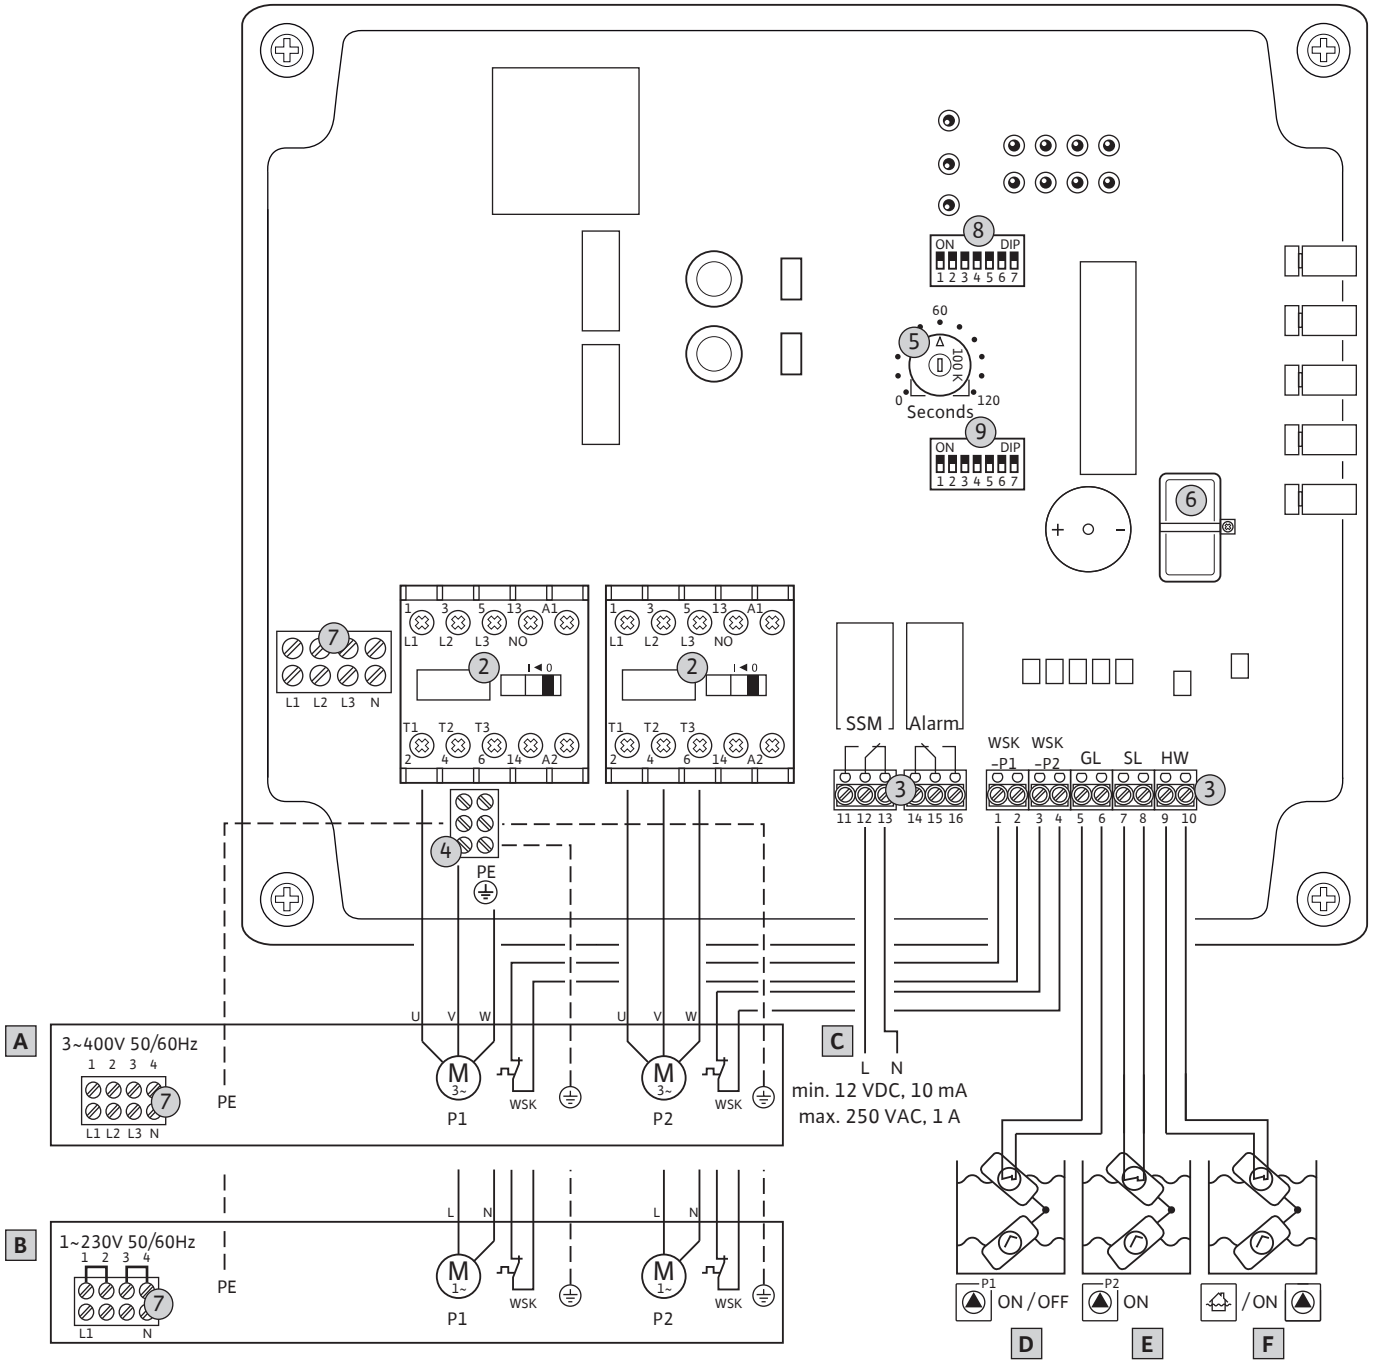 8
ON DIP
1 2 3 4 5 6 7
60
5
100 K
0 120
Seconds
9
ON DIP
1 2 3 4 5 6 7
6
+ -
1 3 5 13 A1
L1 L2 L3 NO
2
I ◄ 0
T1 T2 T3
2 4 6 14 A2
1 3 5 13 A1
L1 L2 L3 NO
2
I ◄ 0
T1 T2 T3
2 4 6 14 A2
7
L1 L2 L3 N
SSM Alarm
WSK -P1
WSK -P2
GL SL HW
3
3
11 12 13 14 15 16
1 2 3 4 5 6 7 8 9 10
4
PE
A
3~400V 50/60Hz
1 2 3 4
7
L1 L2 L3 N
PE
U V W
M
3~
P1
WSK
U V W
M
3~
P2
WSK
C
L N
min. 12 VDC, 10 mA
max. 250 VAC, 1 A
B
1~230V 50/60Hz
1 2 3 4
7
L1 N
PE
L N
M
1~
P1
WSK
L N
M
1~
P2
WSK
P1
ON / OFF
D
P2
ON
E
/ ON
F